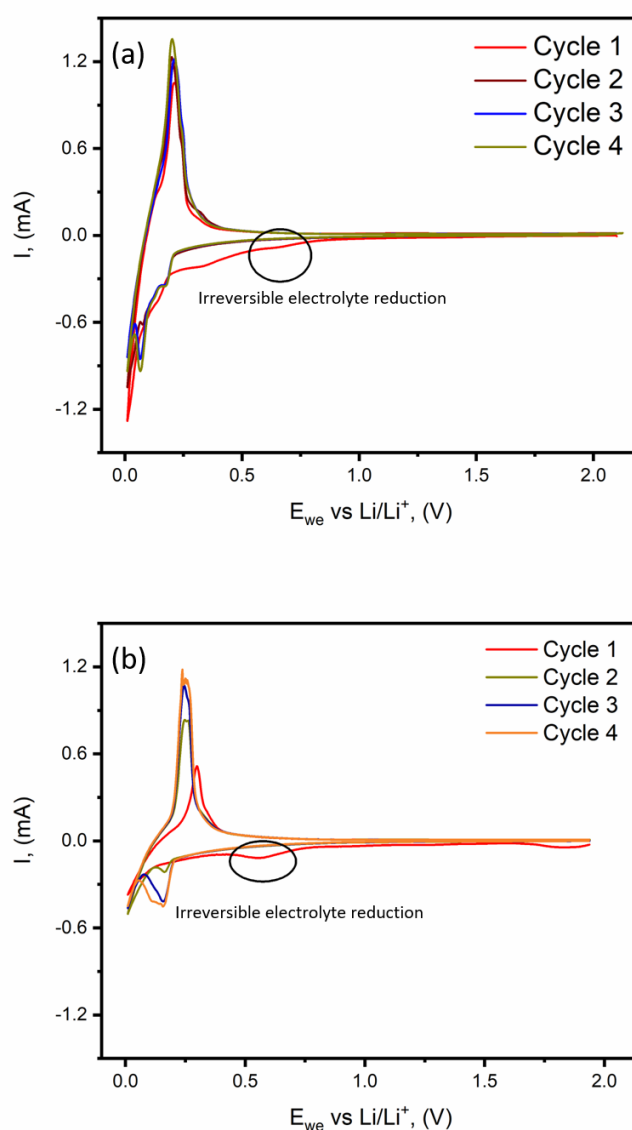 (a)
Cycle 1
Cycle 2
Cycle 3
Cycle 4
1.2
0.6
0.0
-0.6
-1.2
I, (mA)
Irreversible electrolyte reduction
0.0
0.5
1.0
1.5
2.0
E_we vs Li/Li⁺, (V)
(b)
Cycle 1
Cycle 2
Cycle 3
Cycle 4
1.2
0.6
0.0
-0.6
-1.2
I, (mA)
Irreversible electrolyte reduction
0.0
0.5
1.0
1.5
2.0
E_we vs Li/Li⁺, (V)